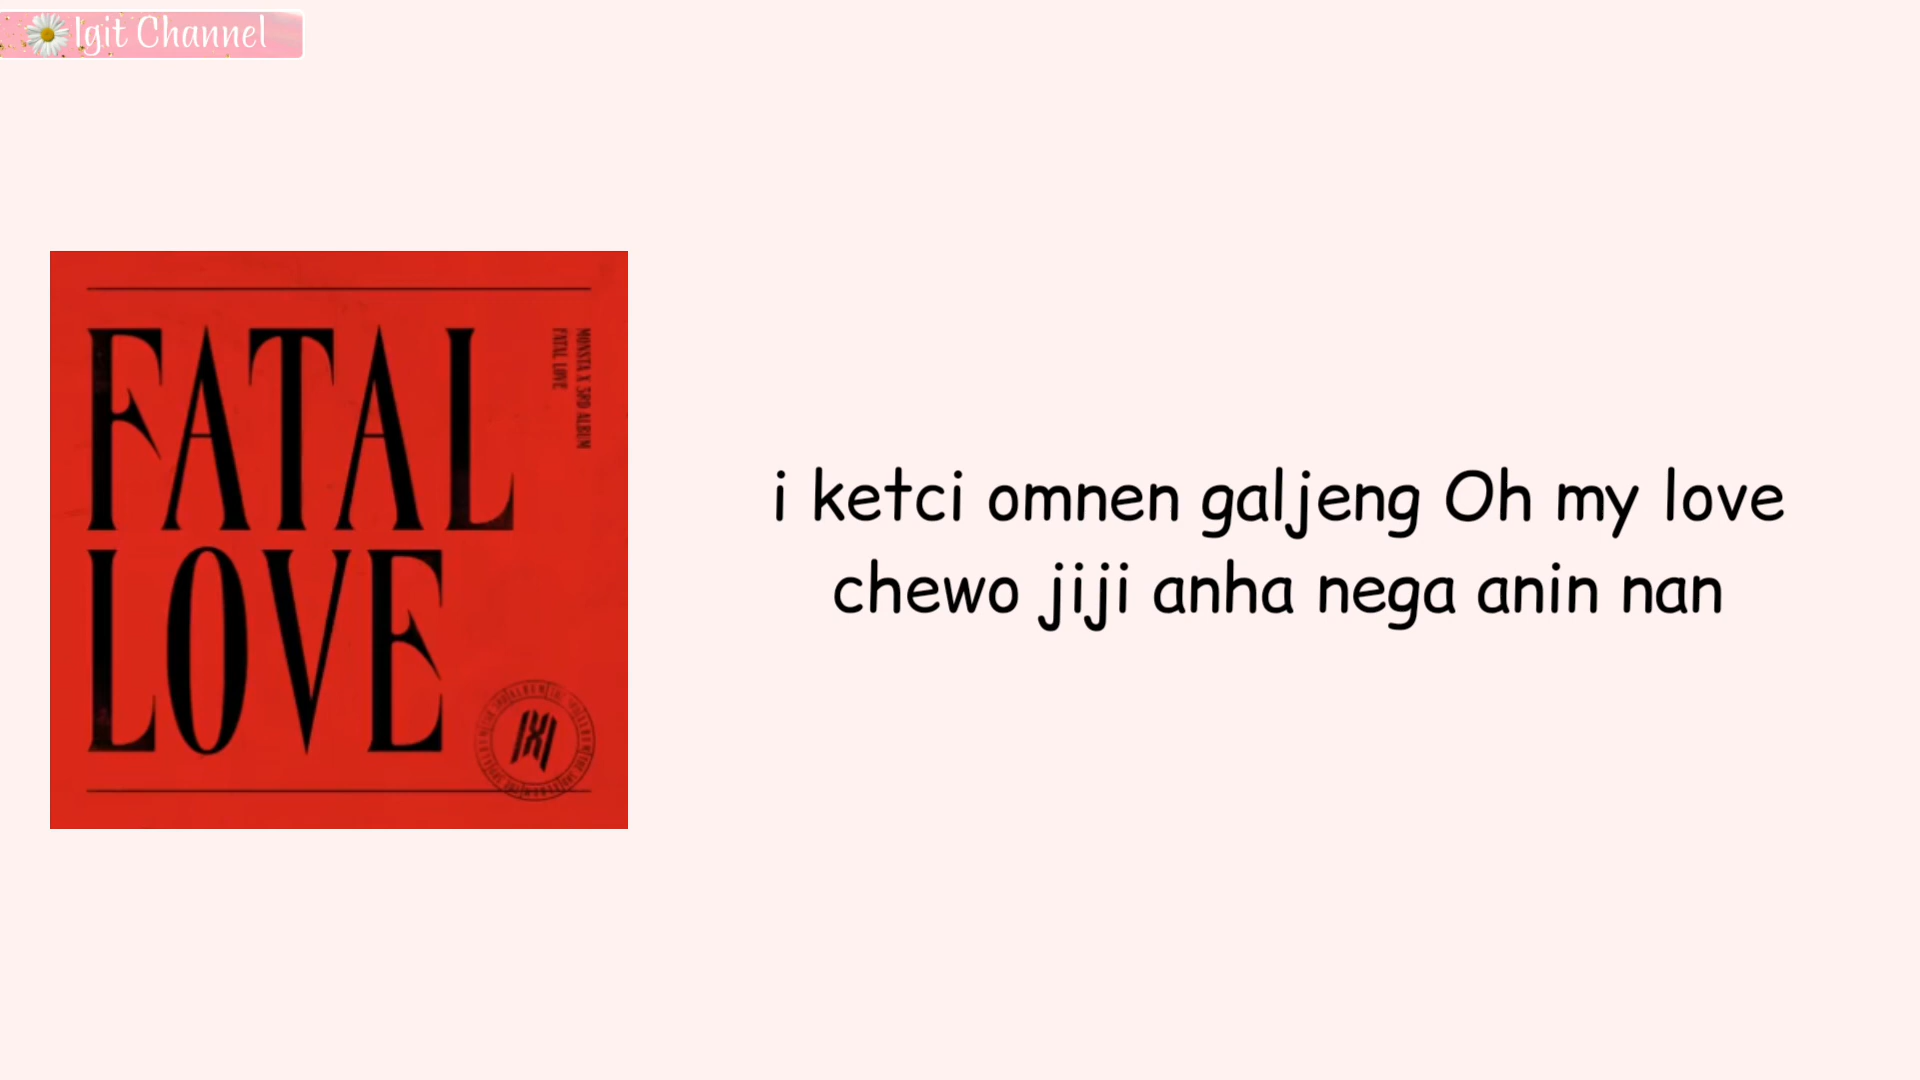 Igit Channel
FATAL
LOVE
MONSTA X 3RD ALBUM
FATAL LOVE
i ketci omnen galjeng Oh my love
chewo jiji anha nega anin nan